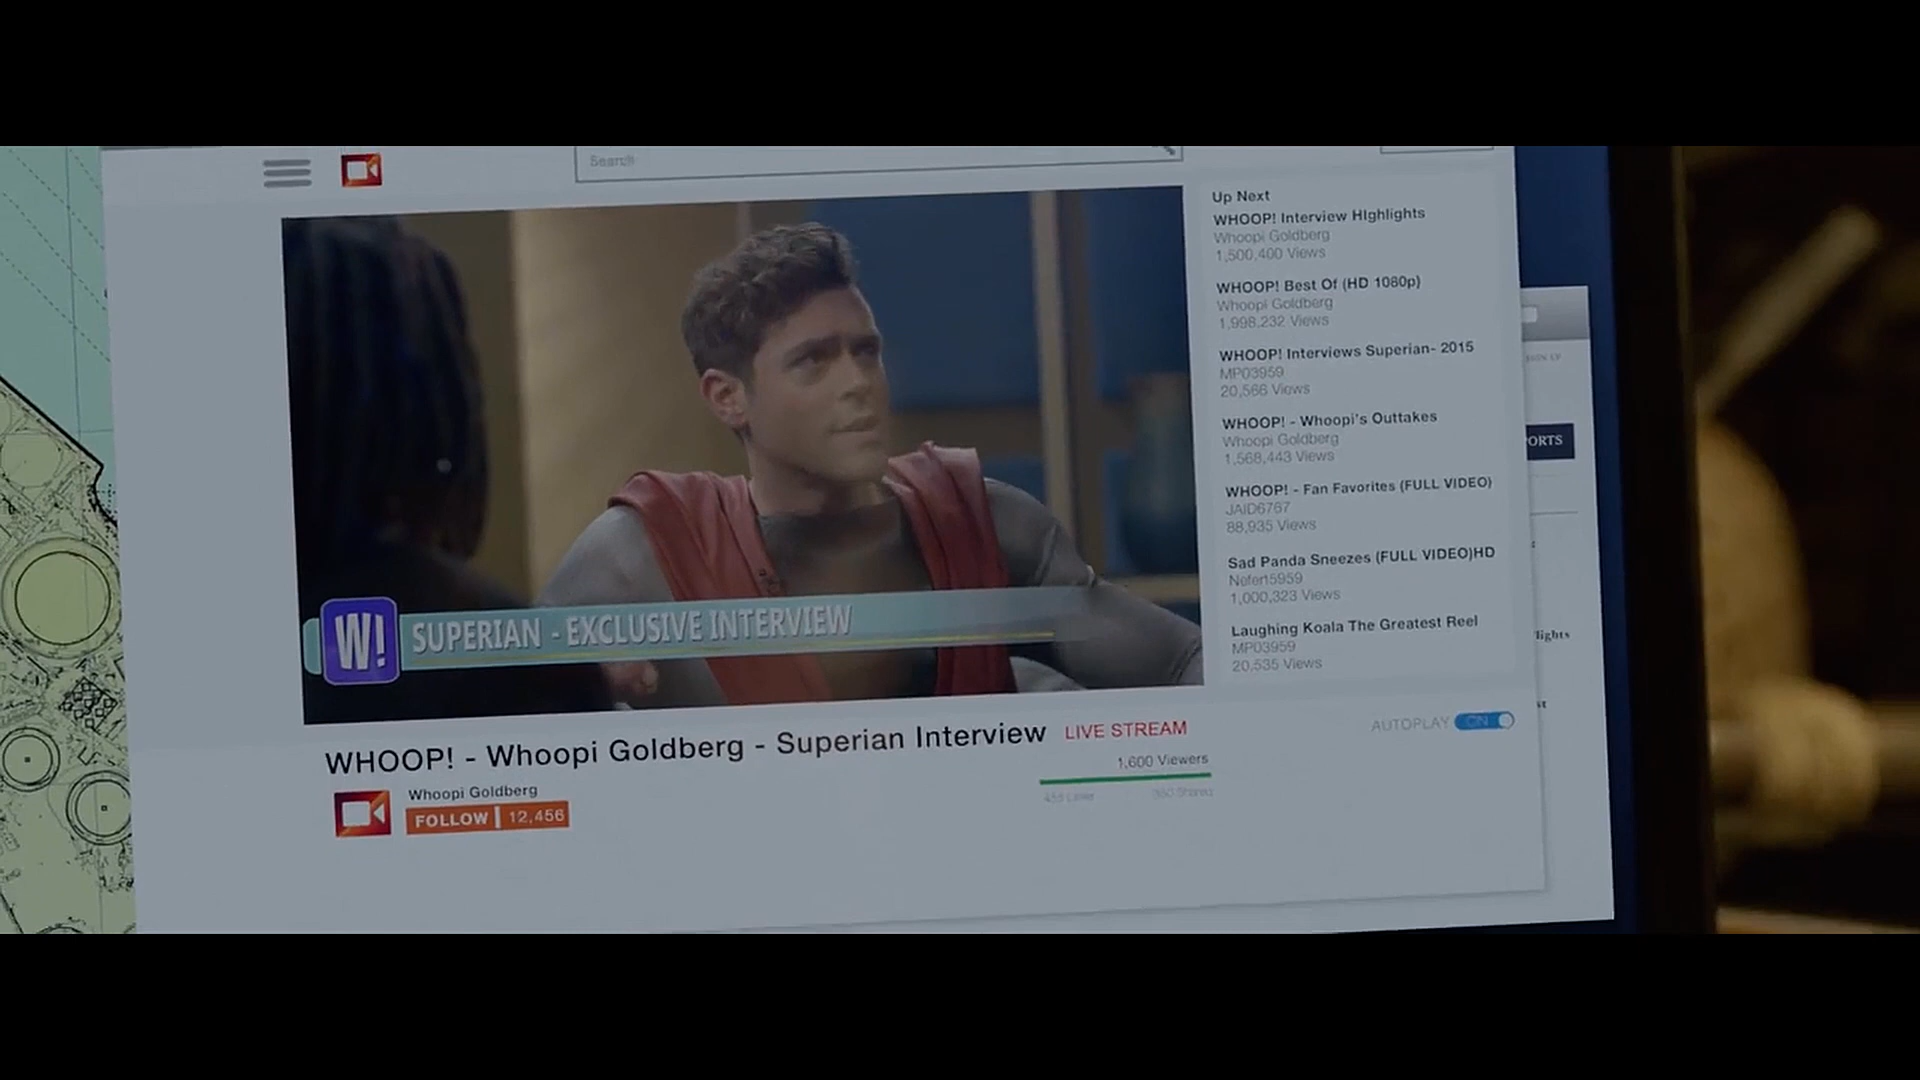 Search
Up Next
WHOOP! Interview HIghlights
Whoopi Goldberg
1,500,400 Views
WHOOP! Best Of (HD 1080p)
Whoopi Goldberg
1,998,232 Views
WHOOP! Interviews Superian- 2015
MP03959
20,566 Views
WHOOP! - Whoopi's Outtakes
Whoopi Goldberg
1,568,443 Views
WHOOP! - Fan Favorites (FULL VIDEO)
JAID6767
88,935 Views
Sad Panda Sneezes (FULL VIDEO)HD
Nefert5959
1,000,323 Views
Laughing Koala The Greatest Reel
MP03959
20,535 Views
SIGN UP
ORTS
lights
st
W! SUPERIAN - EXCLUSIVE INTERVIEW
WHOOP! - Whoopi Goldberg - Superian Interview LIVE STREAM
AUTOPLAY ON
1,600 Viewers
Whoopi Goldberg
FOLLOW 12,456